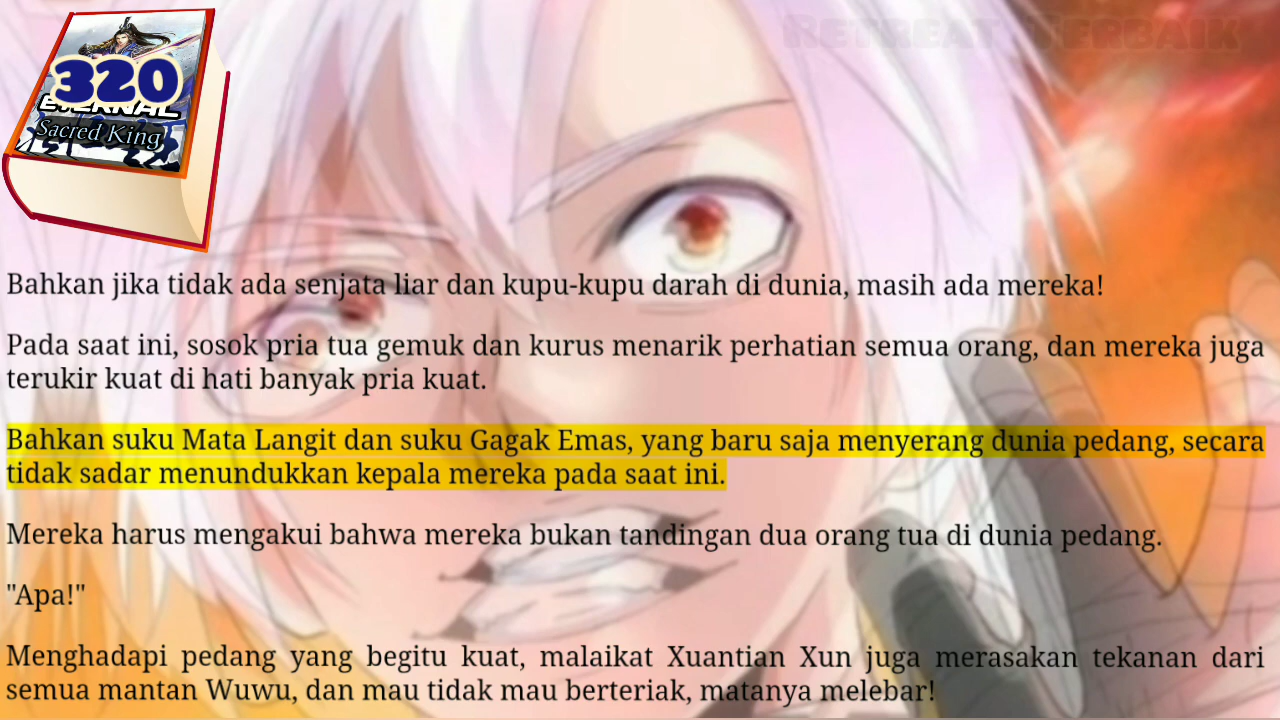 RETREAT TERBAIK
320
ETERNAL
Sacred King
Bahkan jika tidak ada senjata liar dan kupu-kupu darah di dunia, masih ada mereka!
Pada saat ini, sosok pria tua gemuk dan kurus menarik perhatian semua orang, dan mereka juga
terukir kuat di hati banyak pria kuat.
Bahkan suku Mata Langit dan suku Gagak Emas, yang baru saja menyerang dunia pedang, secara
tidak sadar menundukkan kepala mereka pada saat ini.
Mereka harus mengakui bahwa mereka bukan tandingan dua orang tua di dunia pedang.
"Apa!"
Menghadapi pedang yang begitu kuat, malaikat Xuantian Xun juga merasakan tekanan dari
semua mantan Wuwu, dan mau tidak mau berteriak, matanya melebar!